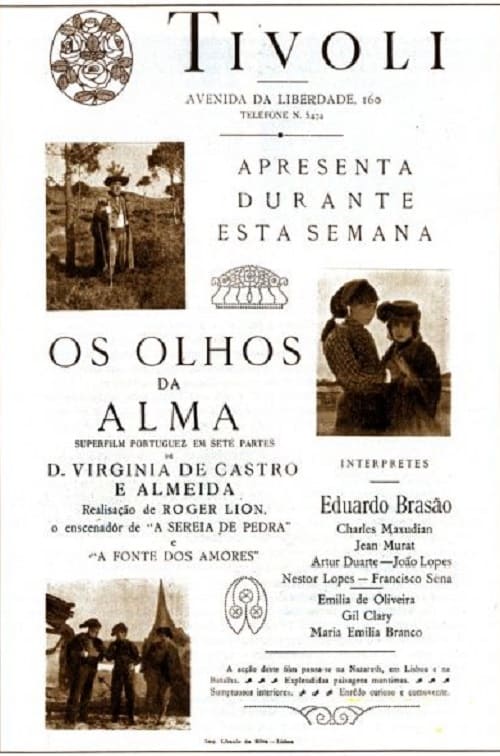 TIVOLI
AVENIDA DA LIBERDADE, 160
TELEFONE N. 5474
APRESENTA
DURANTE
ESTA SEMANA
OS OLHOS
DA
ALMA
SUPERFILM PORTUGUEZ EM SETE PARTES
DE
D. VIRGINIA DE CASTRO
E ALMEIDA
Realisação de ROGER LION,
o enscenadór de "A SEREIA DE PEDRA"
e
"A FONTE DOS AMORES"
INTERPRETES
Eduardo Brasão
Charles Maxudian
Jean Murat
Artur Duarte—João Lopes
Nestor Lopes — Francisco Sena
Emilia de Oliveira
Gil Clary
Maria Emilia Branco
A acção deste film passa-se na Nazareth, em Lisboa e na
Batalha. Explendidas paisagens maritimas.
Sumptuosos interiores. Enrêdo curioso e comovente.
Lisboa